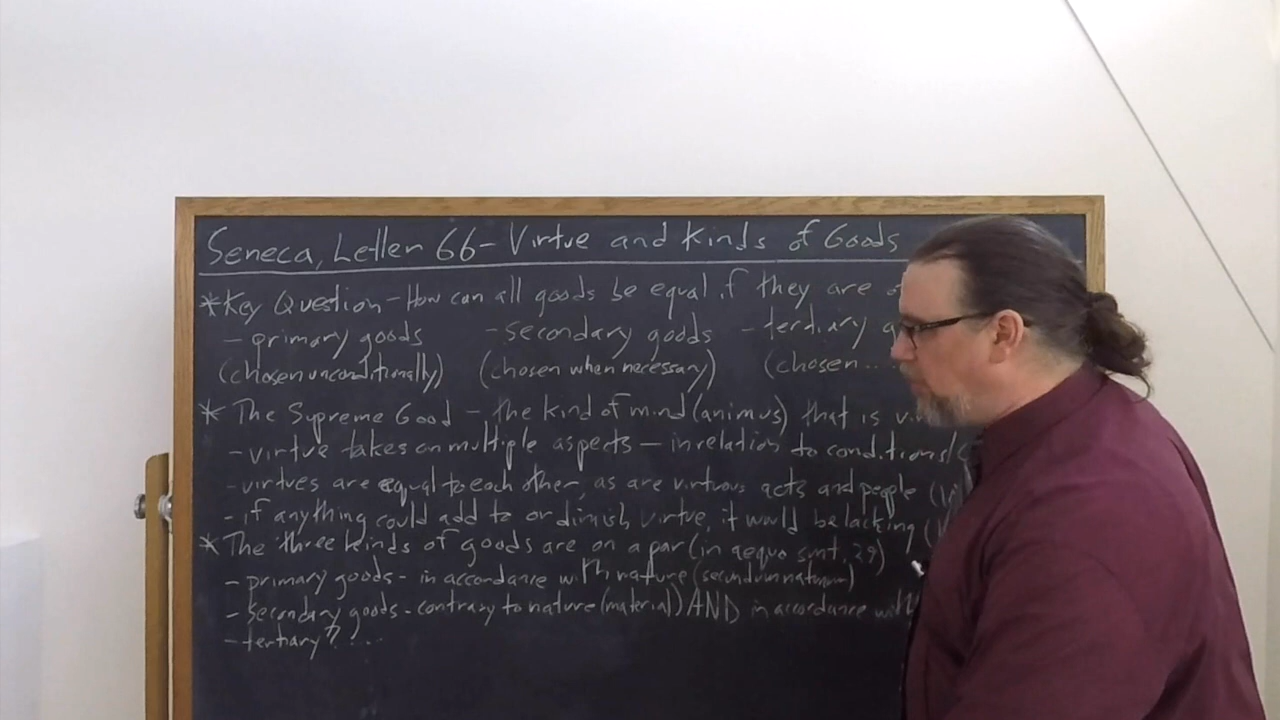 Seneca, Letter 66 - Virtue and Kinds of Goods
* Key Question - How can all goods be equal if they are
- primary goods - secondary goods - tertiary
(chosen unconditionally) (chosen when necessary) (chosen ...
* The Supreme Good - the kind of mind (animus) that is
- virtue takes on multiple aspects - in relation to conditions/
- virtues are equal to each other, as are virtuous acts and people
- if anything could add to or dimish virtue, it would be lacking
* The three kinds of goods are on a par (in aequo sunt, 29)
- primary goods - in accordance with nature (secundum naturam)
- secondary goods - contrary to nature (material) AND in accordance with
- tertiary? ....